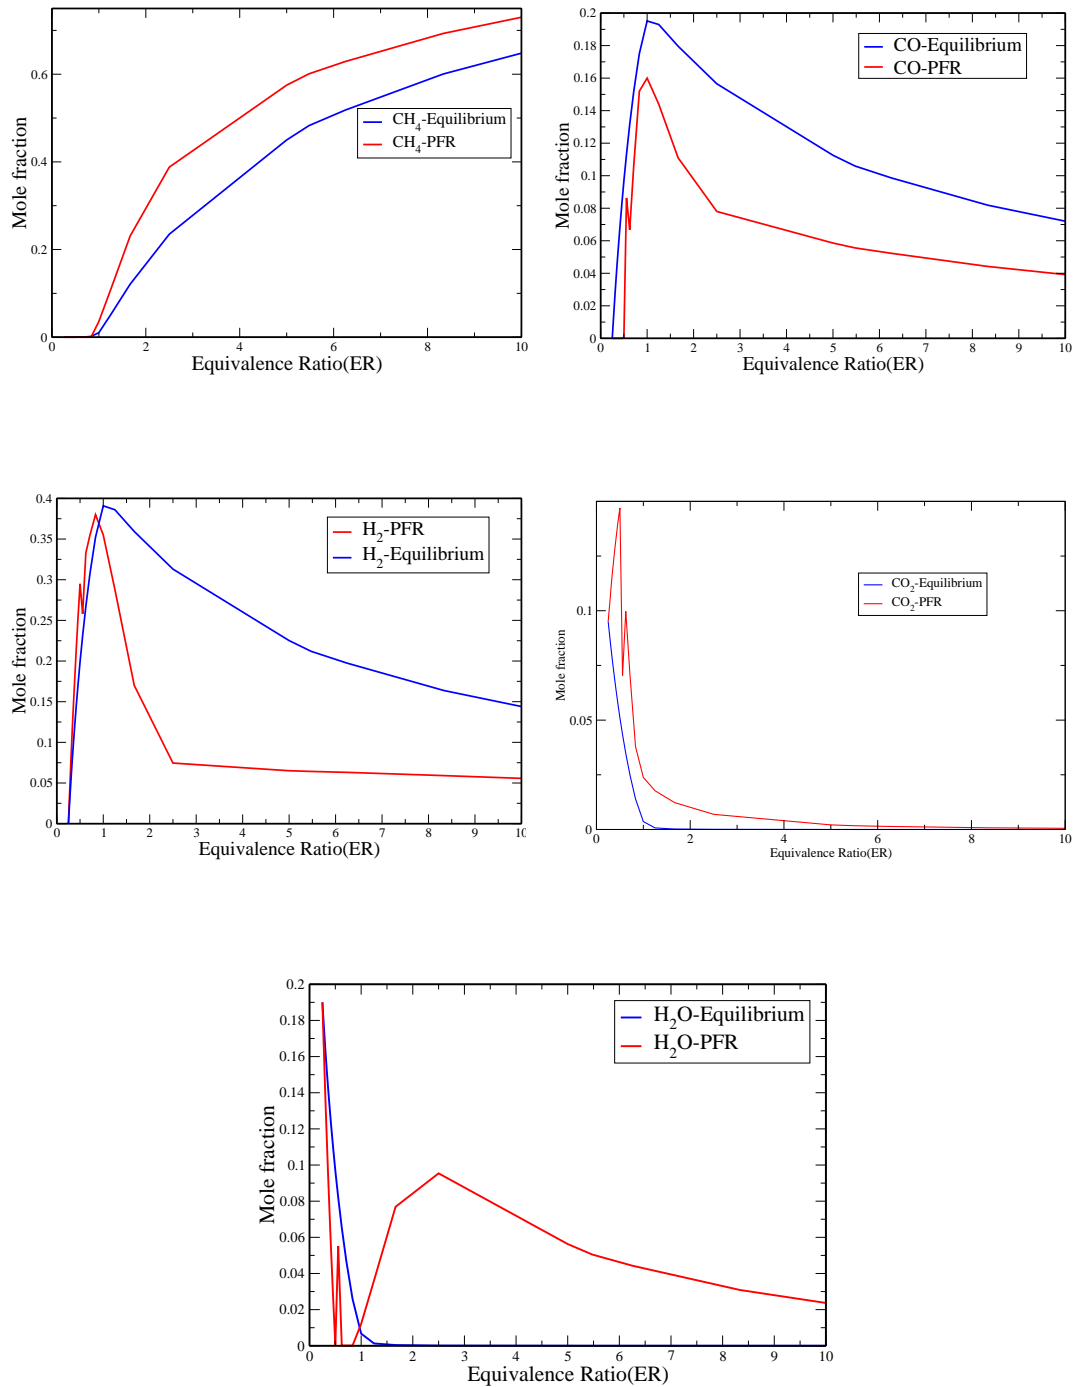 0.6
0.4
0.2
0
0 2 4 6 8 10
Mole fraction
Equivalence Ratio(ER)
CH4-Equilibrium
CH4-PFR
0.2
0.18
0.16
0.14
0.12
0.1
0.08
0.06
0.04
0.02
0
0 1 2 3 4 5 6 7 8 9 10
Mole fraction
Equivalence Ratio(ER)
CO-Equilibrium
CO-PFR
0.4
0.35
0.3
0.25
0.2
0.15
0.1
0.05
0
0 1 2 3 4 5 6 7 8 9 10
Mole fraction
Equivalence Ratio(ER)
H2-PFR
H2-Equilibrium
0.1
0.05
0
0 2 4 6 8 10
Mole fraction
Equivalence Ratio(ER)
CO2-Equilibrium
CO2-PFR
0.2
0.18
0.16
0.14
0.12
0.1
0.08
0.06
0.04
0.02
0
0 1 2 3 4 5 6 7 8 9 10
Mole fraction
Equivalence Ratio(ER)
H2O-Equilibrium
H2O-PFR